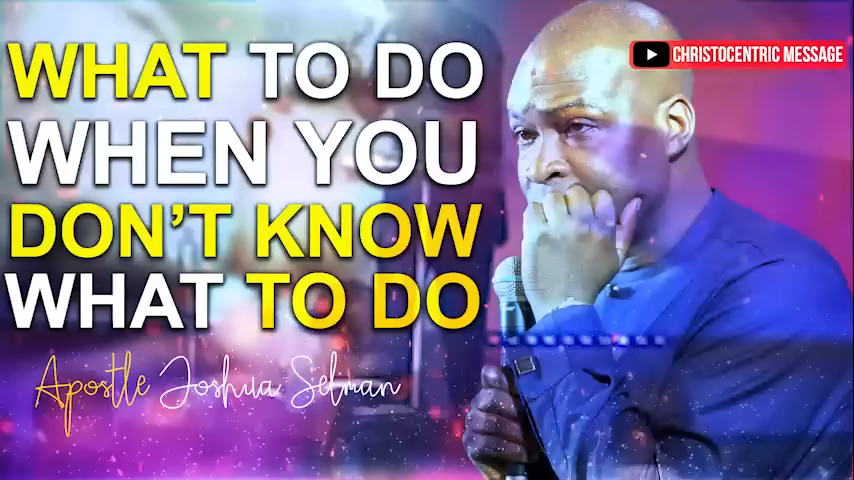 WHAT TO DO
WHEN YOU
DON'T KNOW
WHAT TO DO
Apostle Joshua Selman
CHRISTOCENTRIC MESSAGE